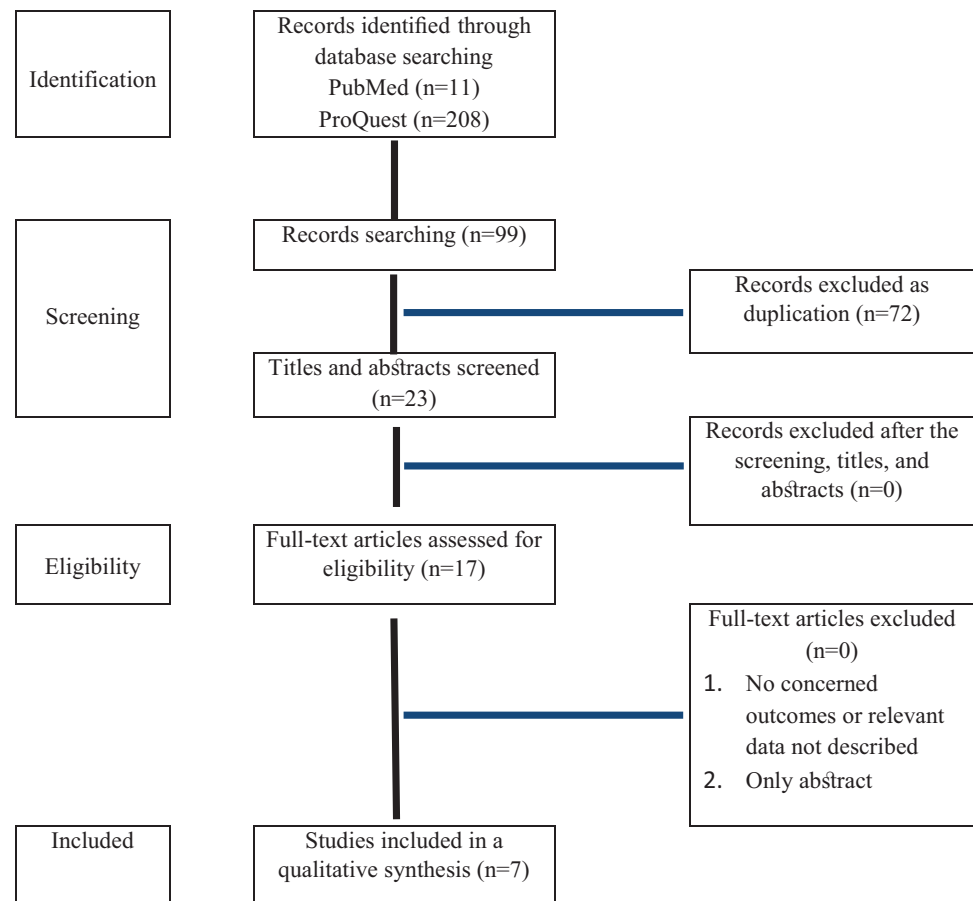 Identification
Records identified through
database searching
PubMed (n=11)
ProQuest (n=208)
Screening
Records searching (n=99)
Records excluded as
duplication (n=72)
Titles and abstracts screened
(n=23)
Records excluded after the
screening, titles, and
abstracts (n=0)
Eligibility
Full-text articles assessed for
eligibility (n=17)
Full-text articles excluded
(n=0)
1. No concerned
outcomes or relevant
data not described
2. Only abstract
Included
Studies included in a
qualitative synthesis (n=7)